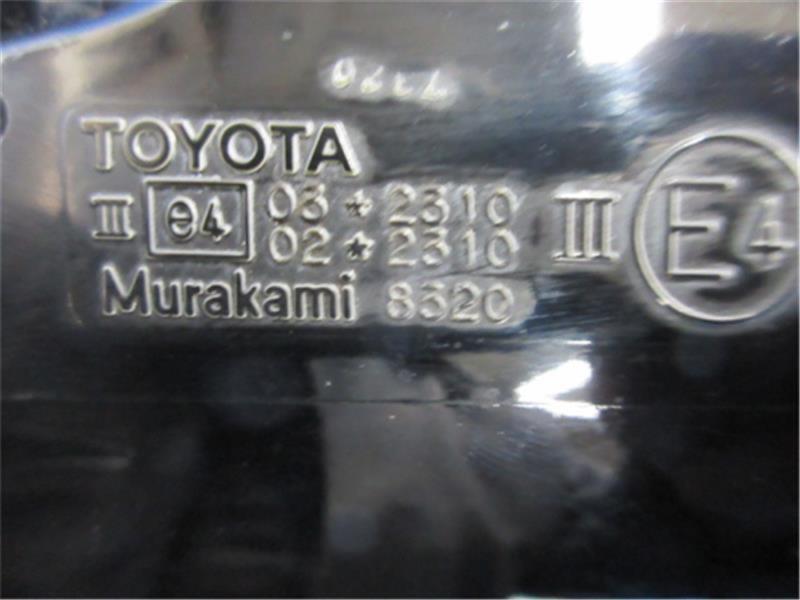 TOYOTA
III e4 03 * 2310 III E4
02 * 2310
Murakami 8320